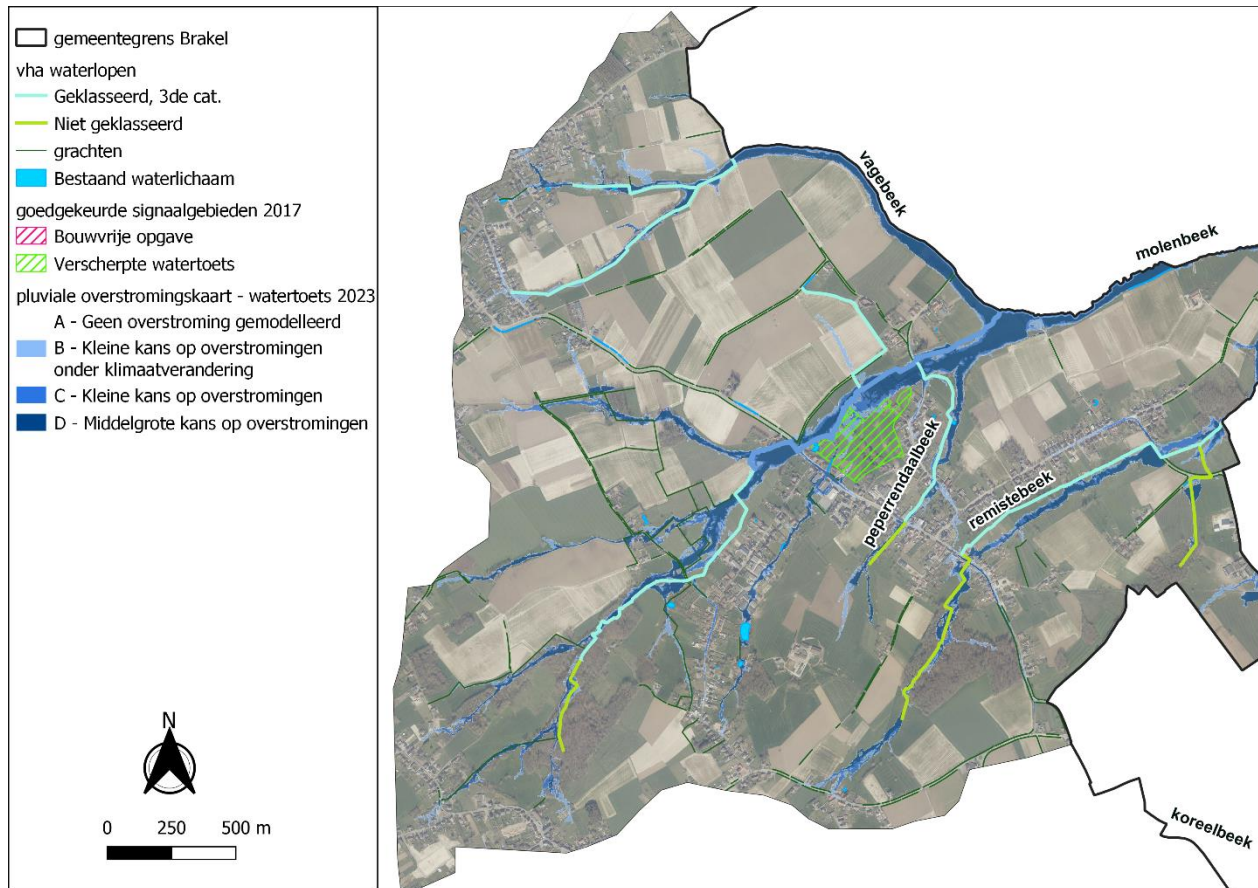 gemeentegrens Brakel
vha waterlopen
Geklasseerd, 3de cat.
Niet geklasseerd
grachten
Bestaand waterlichaam
goedgekeurde signaalgebieden 2017
Bouwvrije opgave
Verscherpte watertoets
pluviale overstromingskaart - watertoets 2023
A - Geen overstroming gemodelleerd
B - Kleine kans op overstromingen
onder klimaatverandering
C - Kleine kans op overstromingen
D - Middelgrote kans op overstromingen
N
0 250 500 m
vagebeek
molenbeek
peperrendaalbeek
remistebeek
koreelbeek